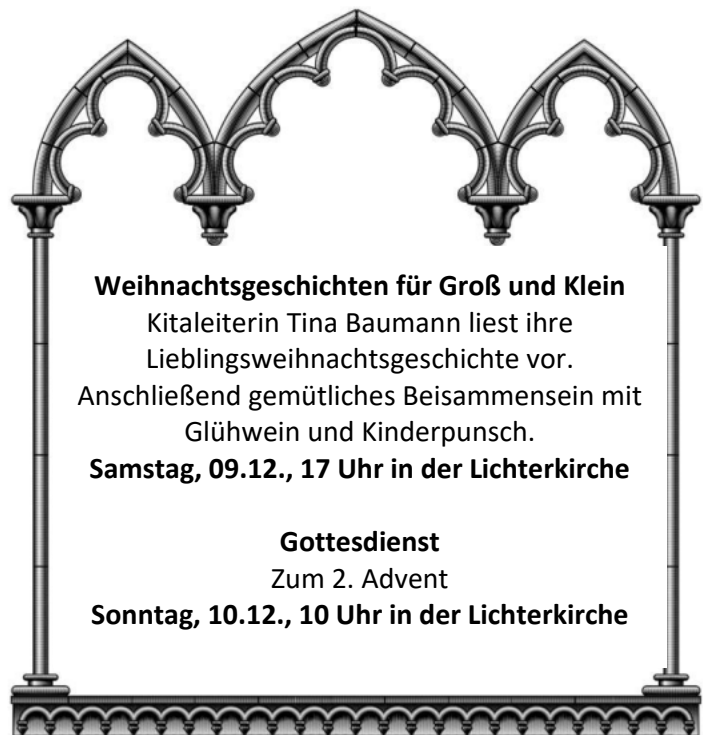 Weihnachtsgeschichten für Groß und Klein
Kitaleiterin Tina Baumann liest ihre
Lieblingsweihnachtsgeschichte vor.
Anschließend gemütliches Beisammensein mit
Glühwein und Kinderpunsch.
Samstag, 09.12., 17 Uhr in der Lichterkirche
Gottesdienst
Zum 2. Advent
Sonntag, 10.12., 10 Uhr in der Lichterkirche